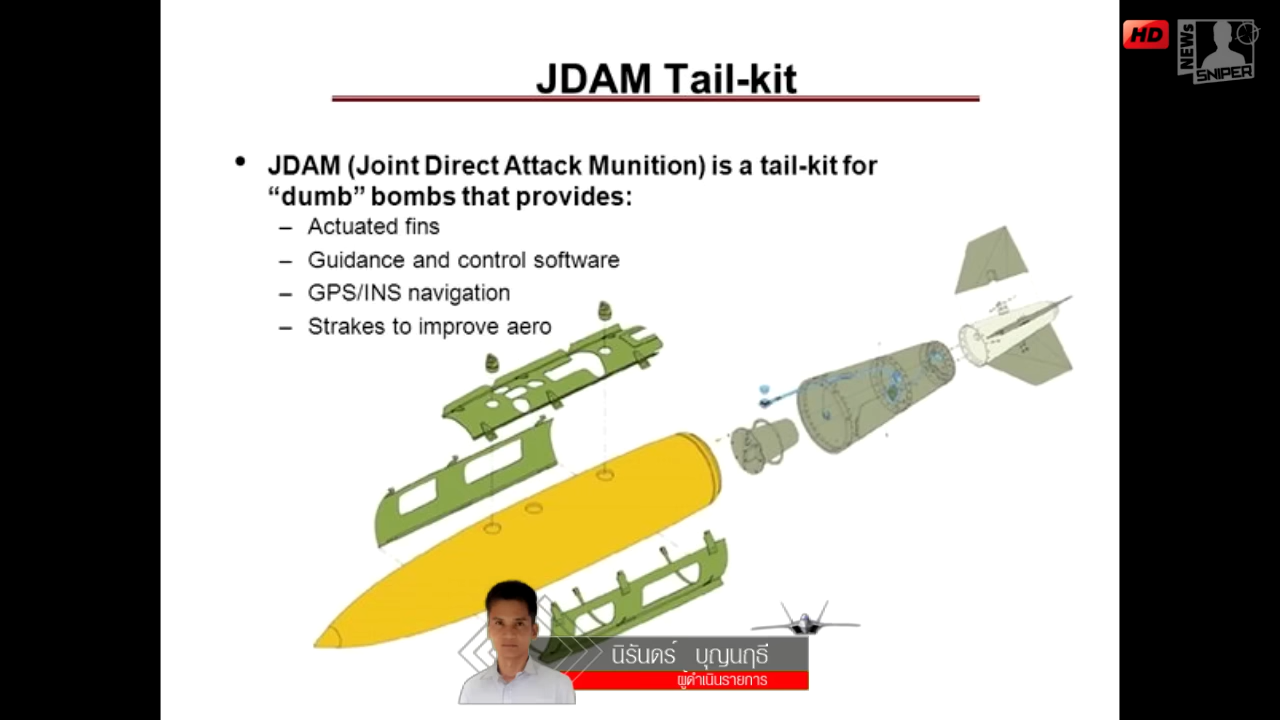 HD
NEWS
SNIPER
JDAM Tail-kit
• JDAM (Joint Direct Attack Munition) is a tail-kit for
“dumb” bombs that provides:
– Actuated fins
– Guidance and control software
– GPS/INS navigation
– Strakes to improve aero
นิรันดร์ บุญนฤธี
ผู้ดำเนินรายการ